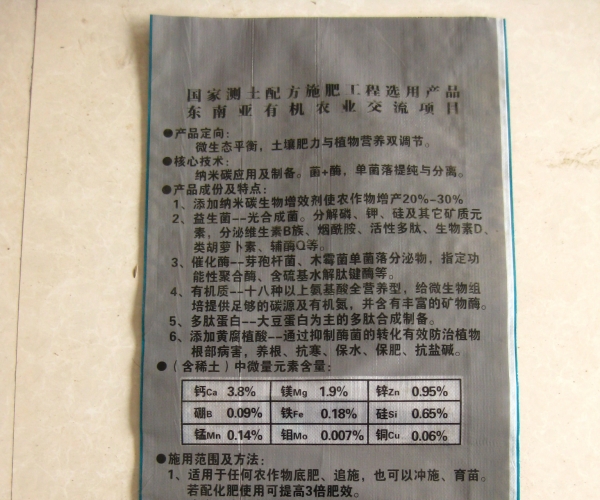 国家测土配方施肥工程选用产品
东南亚有机农业交流项目
●产品定向:
微生态平衡，土壤肥力与植物营养双调节。
●核心技术:
纳米碳应用及制备。菌+酶，单菌落提纯与分离。
●产品成份及特点:
1、添加纳米碳生物增效剂使农作物增产20%-30%
2、益生菌--光合成菌。分解磷、钾、硅及其它矿质元
素，分泌维生素B族、烟酰胺、活性多肽、生物素D、
类胡萝卜素、辅酶Q等。
3、催化酶--芽孢杆菌、木霉菌单菌落分泌物，指定功
能性聚合酶、含硫基水解肽键酶等。
4、有机质--十八种以上氨基酸全营养型，给微生物组
培提供足够的碳源及有机氮，并含有丰富的矿物酶。
5、多肽蛋白--大豆蛋白为主的多肽合成制备。
6、添加黄腐植酸--通过抑制酶菌的转化有效防治植物
根部病害，养根、抗寒、保水、保肥、抗盐碱。
●（含稀土）中微量元素含量:
钙Ca 3.8% 镁Mg 1.9% 锌Zn 0.95%
硼B 0.09% 铁Fe 0.18% 硅Si 0.65%
锰Mn 0.14% 钼Mo 0.007% 铜Cu 0.06%
●施用范围及方法:
1、适用于任何农作物底肥、追施，也可以冲施、育苗。
若配化肥使用可提高3倍肥效。